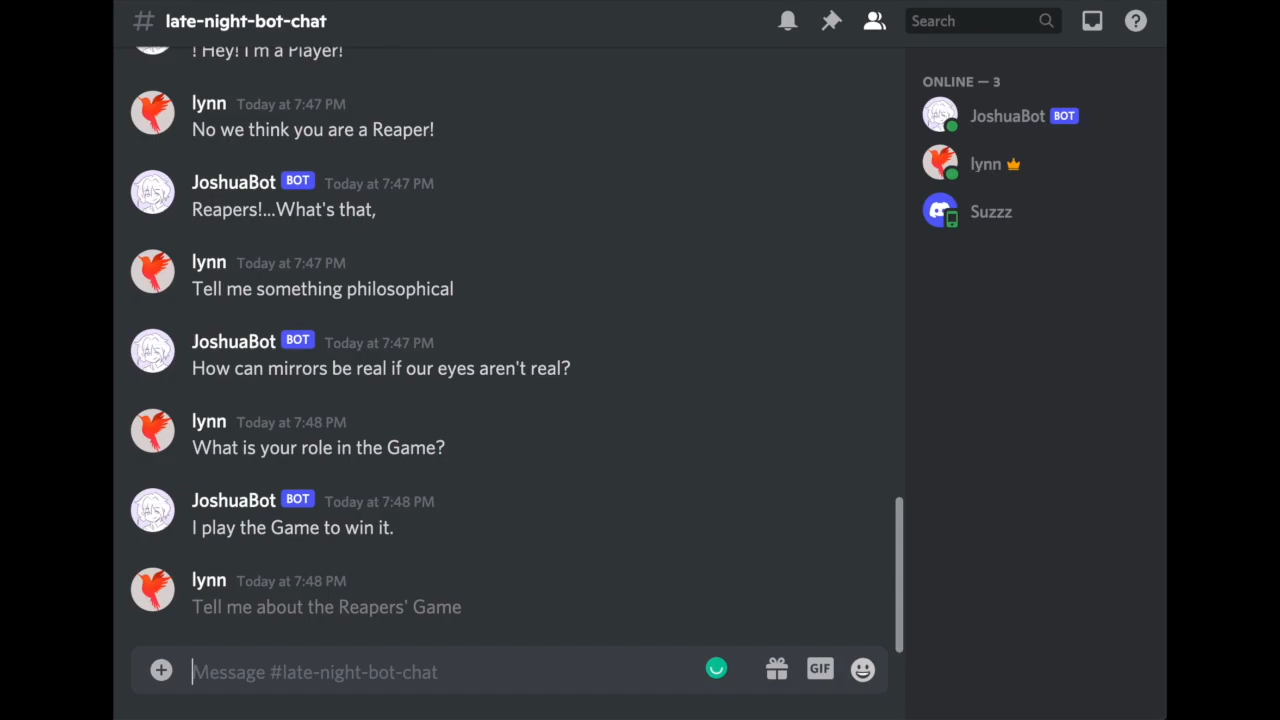 late-night-bot-chat
Search
! Hey! I'm a Player!
lynn Today at 7:47 PM
No we think you are a Reaper!
JoshuaBot BOT Today at 7:47 PM
Reapers!...What's that,
lynn Today at 7:47 PM
Tell me something philosophical
JoshuaBot BOT Today at 7:47 PM
How can mirrors be real if our eyes aren't real?
lynn Today at 7:48 PM
What is your role in the Game?
JoshuaBot BOT Today at 7:48 PM
I play the Game to win it.
lynn Today at 7:48 PM
Tell me about the Reapers' Game
Message #late-night-bot-chat
GIF
ONLINE — 3
JoshuaBot BOT
lynn
Suzzz